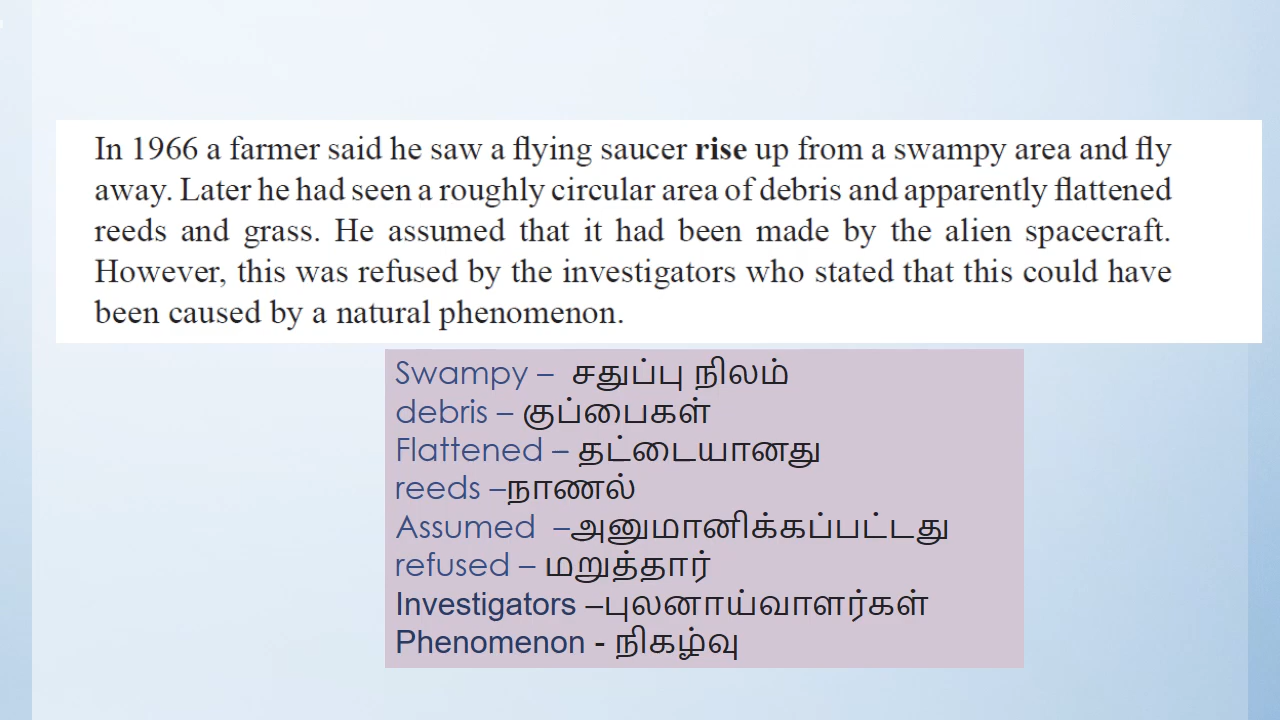 In 1966 a farmer said he saw a flying saucer rise up from a swampy area and fly
away. Later he had seen a roughly circular area of debris and apparently flattened
reeds and grass. He assumed that it had been made by the alien spacecraft.
However, this was refused by the investigators who stated that this could have
been caused by a natural phenomenon.
Swampy – சதுப்பு நிலம்
debris – குப்பைகள்
Flattened – தட்டையானது
reeds –நாணல்
Assumed –அனுமானிக்கப்பட்டது
refused – மறுத்தார்
Investigators –புலனாய்வாளர்கள்
Phenomenon - நிகழ்வு